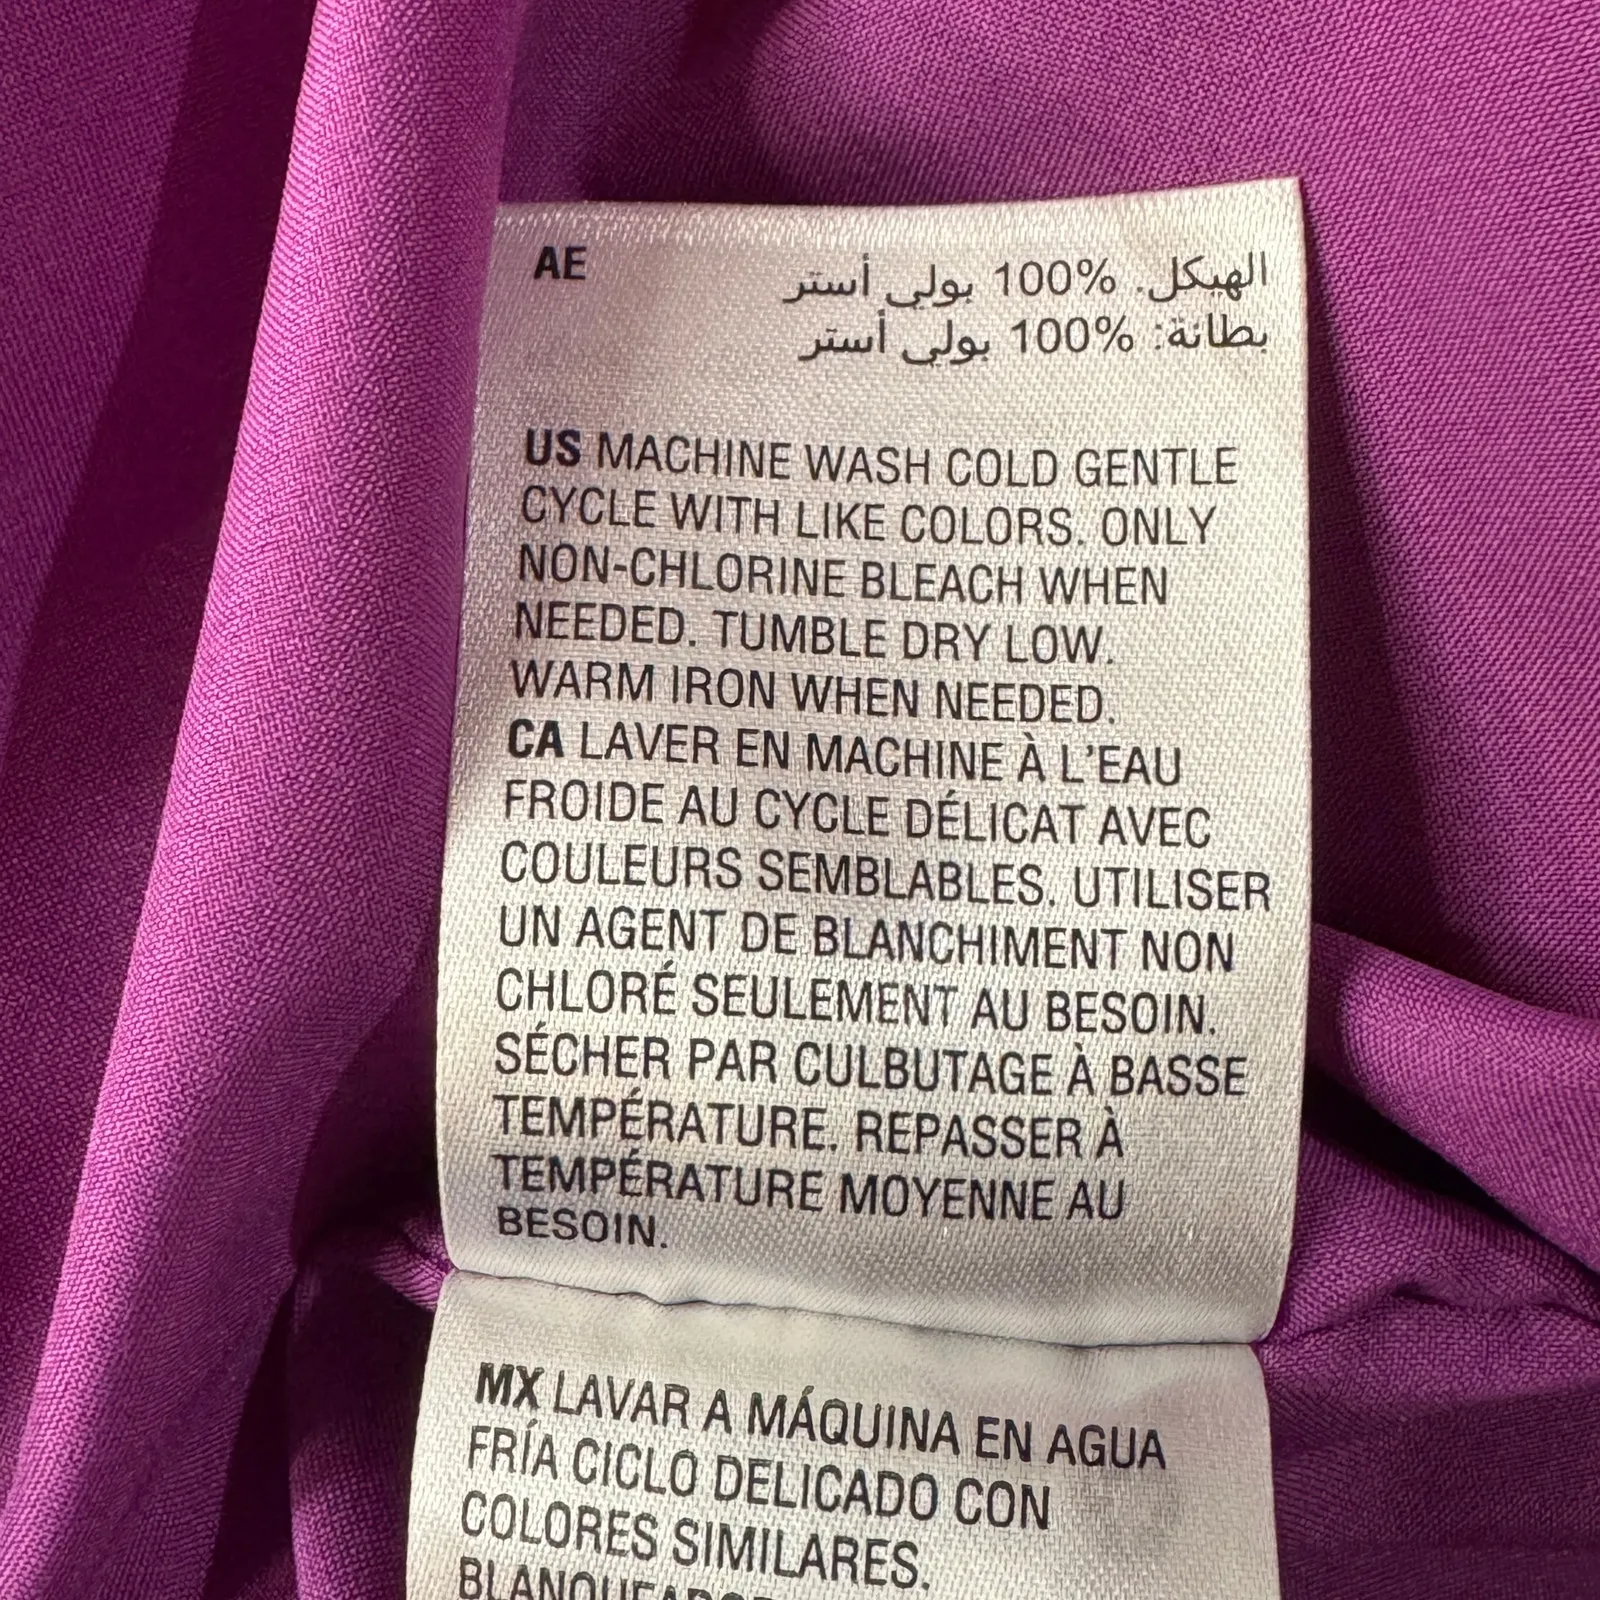 AE
الهيكل. 100% بولي أستر
بطانة: 100% بولي أستر
US MACHINE WASH COLD GENTLE
CYCLE WITH LIKE COLORS. ONLY
NON-CHLORINE BLEACH WHEN
NEEDED. TUMBLE DRY LOW.
WARM IRON WHEN NEEDED.
CA LAVER EN MACHINE À L'EAU
FROIDE AU CYCLE DÉLICAT AVEC
COULEURS SEMBLABLES. UTILISER
UN AGENT DE BLANCHIMENT NON
CHLORÉ SEULEMENT AU BESOIN.
SÉCHER PAR CULBUTAGE À BASSE
TEMPÉRATURE. REPASSER À
TEMPÉRATURE MOYENNE AU
BESOIN.
MX LAVAR A MÁQUINA EN AGUA
FRÍA CICLO DELICADO CON
COLORES SIMILARES.